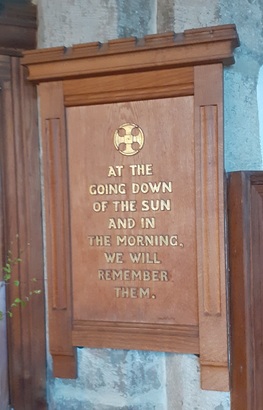 AT THE
GOING DOWN
OF THE SUN
AND IN
THE MORNING,
WE WILL
REMEMBER
THEM.